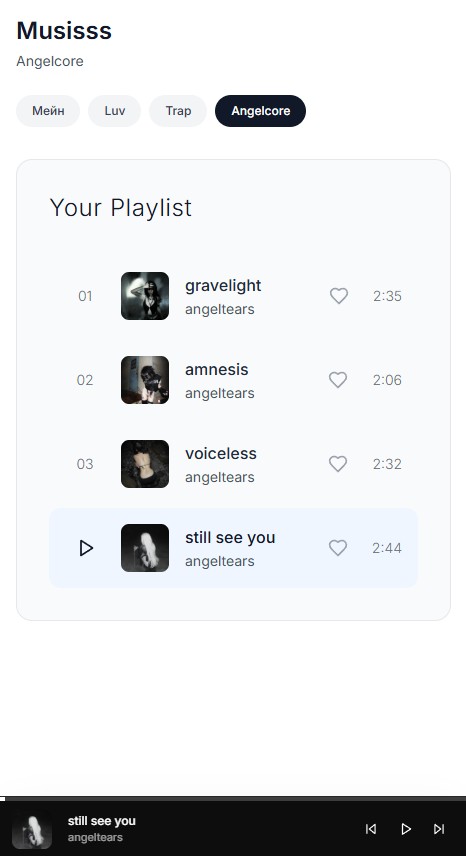 Musisss
Angelcore
Мейн Luv Trap Angelcore
Your Playlist
01 gravelight 2:35
angeltears
02 amnesis 2:06
angeltears
03 voiceless 2:32
angeltears
still see you 2:44
angeltears
still see you
angeltears